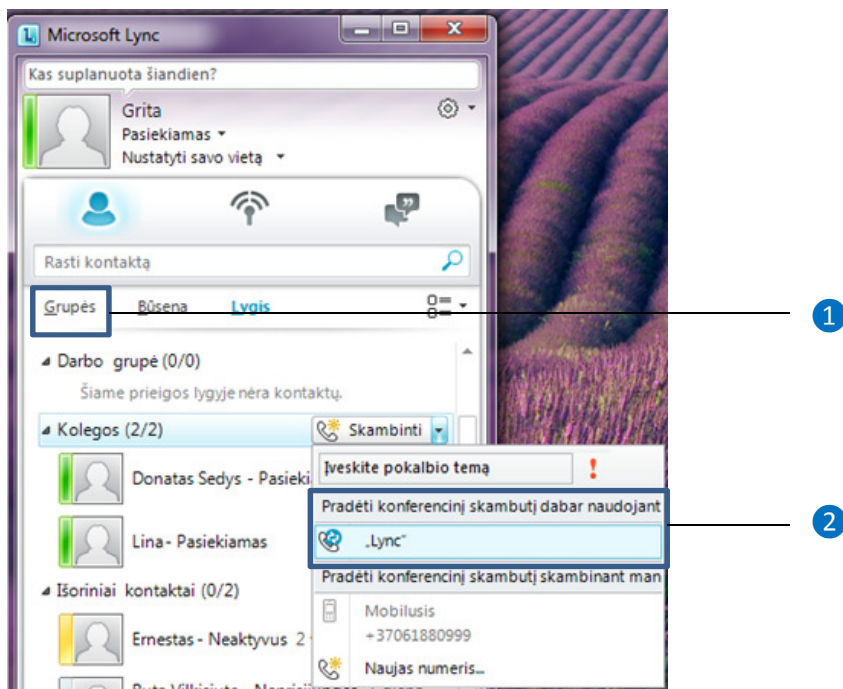 Microsoft Lync
Kas suplanuota šiandien?
Grita
Pasiekiamas
Nustatyti savo vietą
Rasti kontaktą
Grupės Būsena Lygis
1
Darbo grupė (0/0)
Šiame prieigos lygyje nėra kontaktų.
Kolegos (2/2) Skambinti
Įveskite pokalbio temą !
Donatas Sedys - Pasieki
Pradėti konferencinį skambutį dabar naudojant
2
Lina- Pasiekiamas
„Lync“
Išoriniai kontaktai (0/2)
Pradėti konferencinį skambutį skambinant man
Mobilusis
+37061880999
Ernestas - Neaktyvus 2
Naujas numeris...